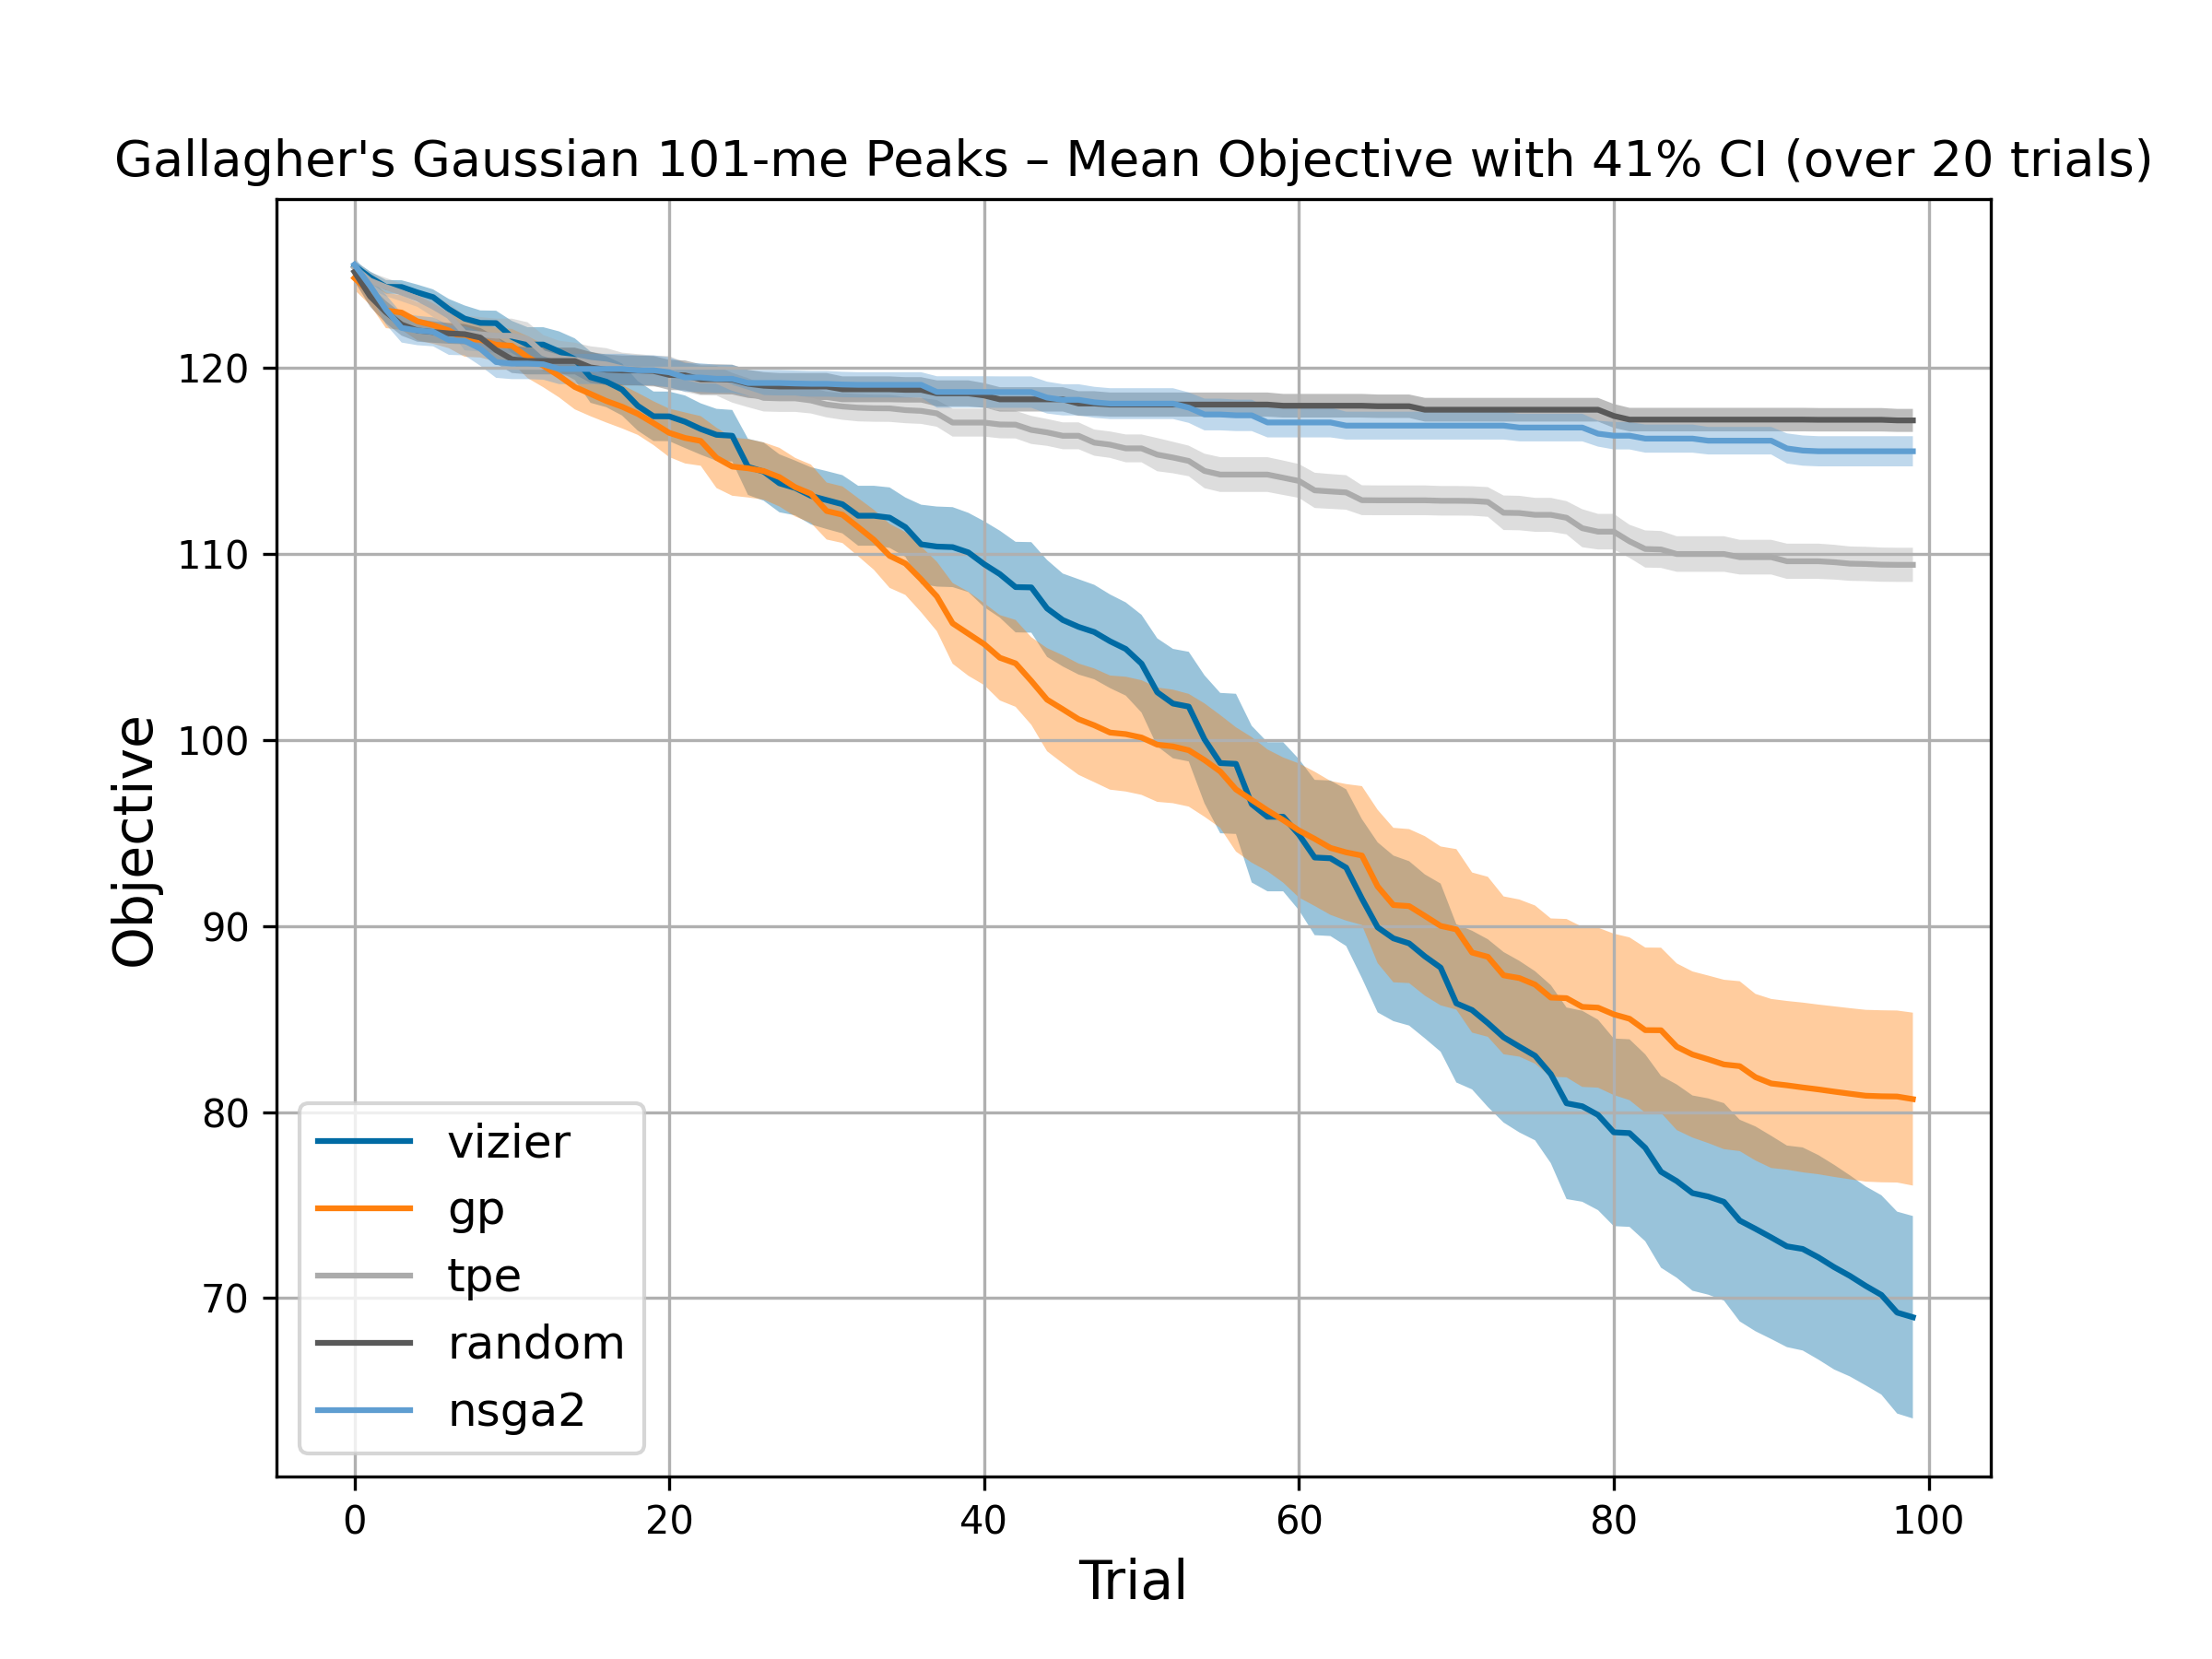 Gallagher's Gaussian 101-me Peaks – Mean Objective with 41% CI (over 20 trials)
Objective
120
110
100
90
80
70
vizier
gp
tpe
random
nsga2
0 20 40 60 80 100
Trial